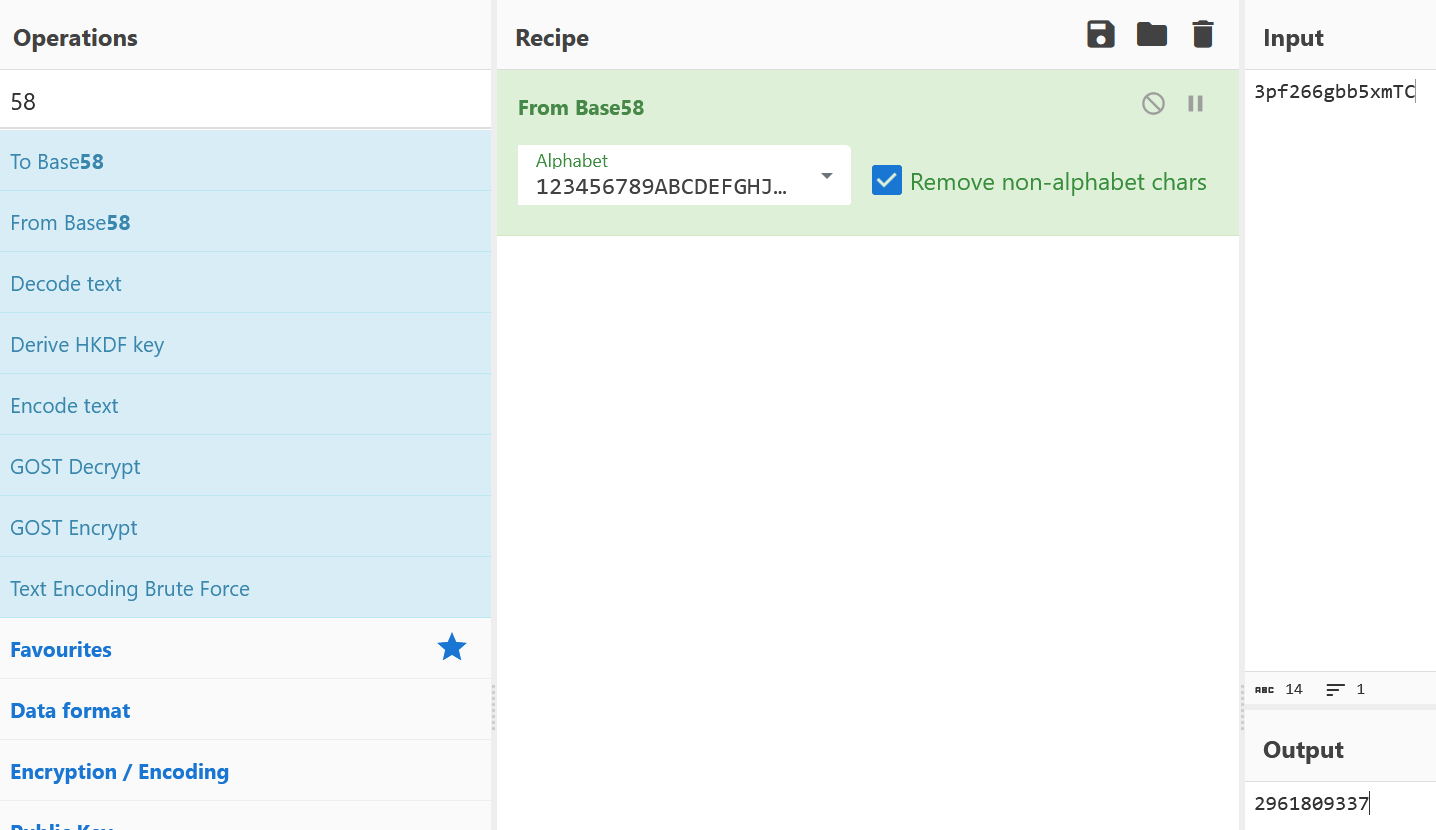 Operations
58
To Base58
From Base58
Decode text
Derive HKDF key
Encode text
GOST Decrypt
GOST Encrypt
Text Encoding Brute Force
Favourites
Data format
Encryption / Encoding
Public Key
Recipe
From Base58
Alphabet
123456789ABCDEFGHJ…
Remove non-alphabet chars
Input
3pf266gbb5xmTC
ABC 14 1
Output
2961809337